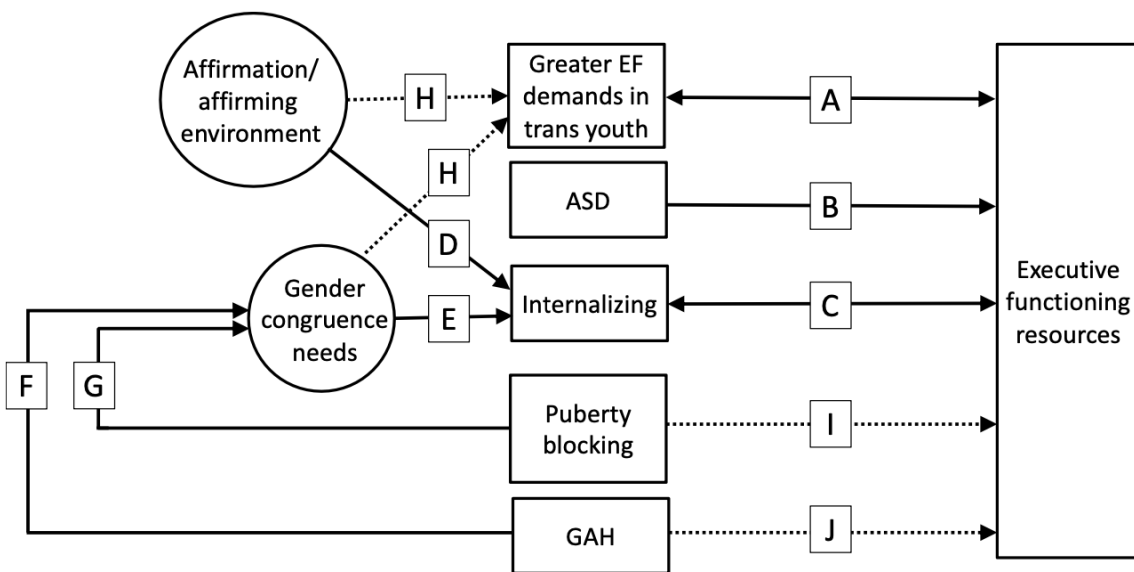 Affirmation/
affirming
environment
H
Greater EF
demands in
trans youth
A
H
ASD
B
D
Gender
congruence
needs
E
Internalizing
C
Executive
functioning
resources
F
G
Puberty
blocking
I
GAH
J